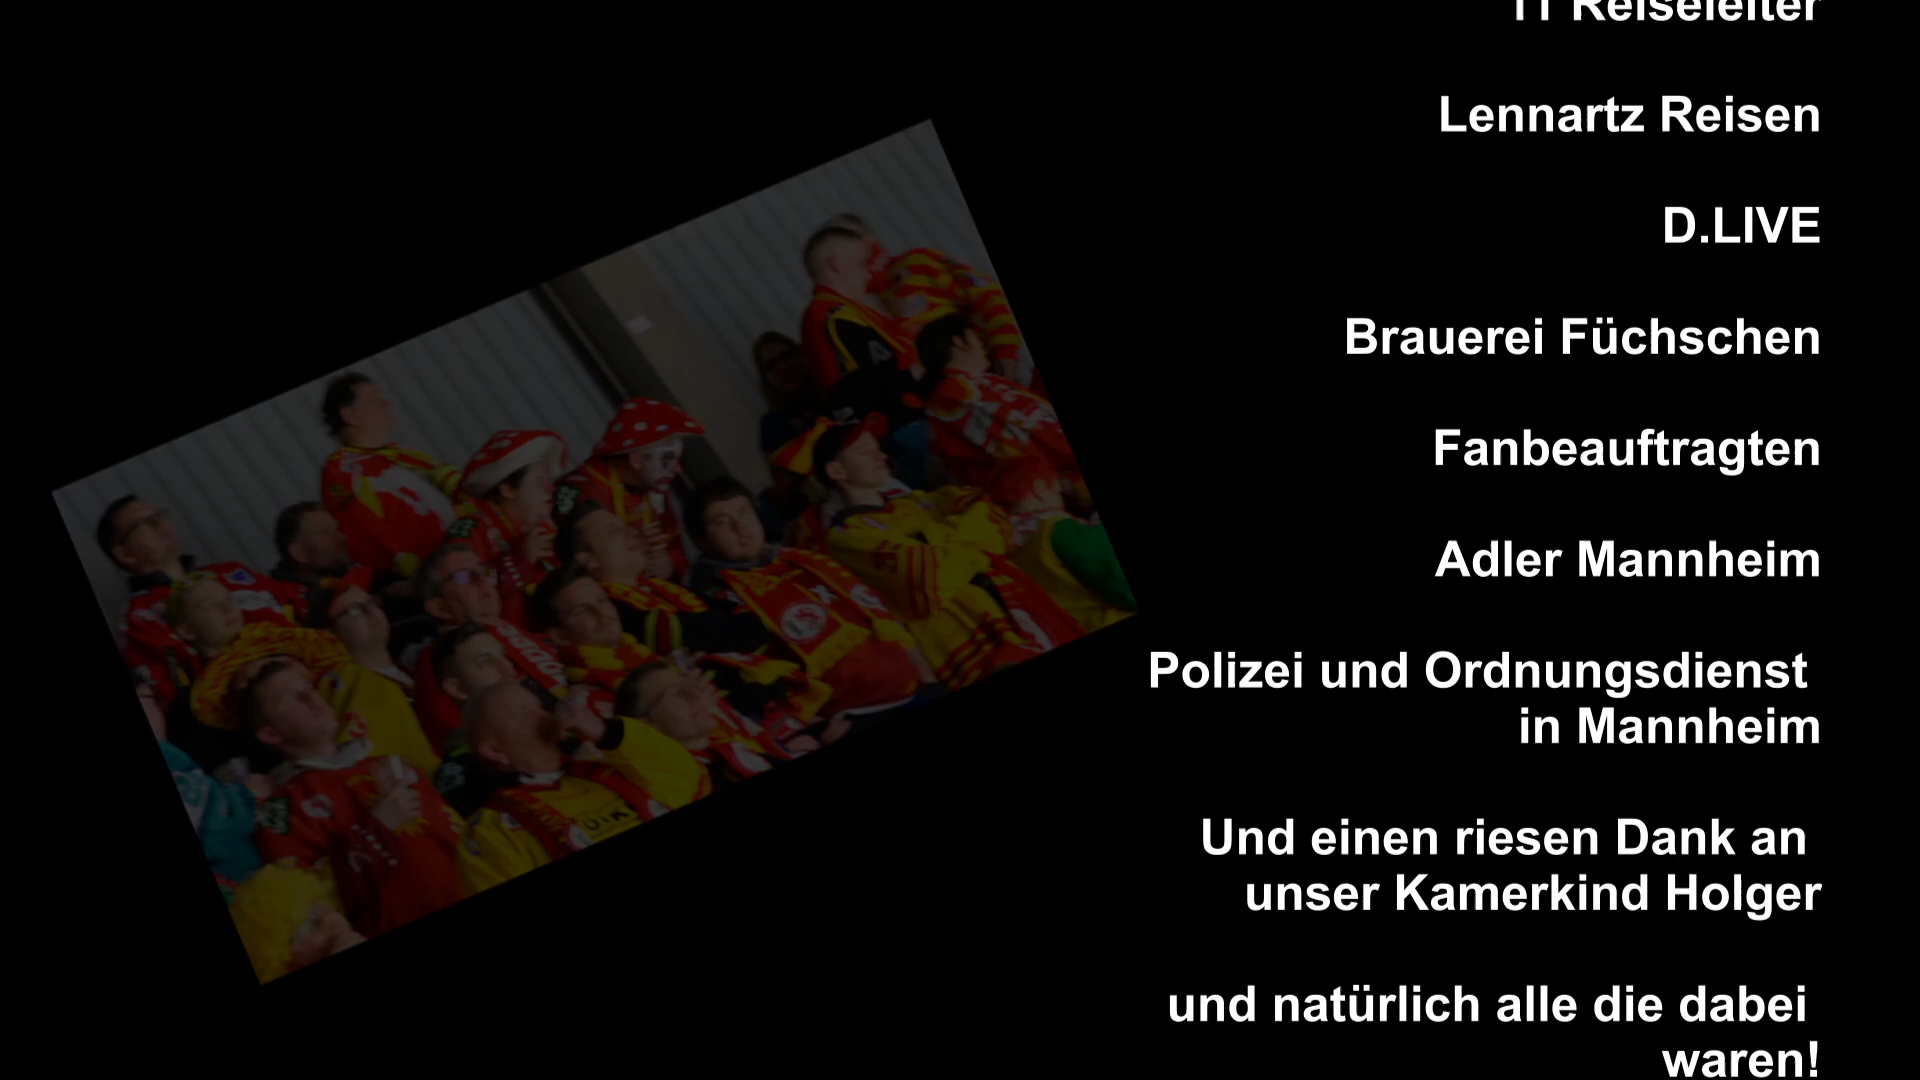 Reiseleiter
Lennartz Reisen
D.LIVE
Brauerei Füchschen
Fanbeauftragten
Adler Mannheim
Polizei und Ordnungsdienst
in Mannheim
Und einen riesen Dank an
unser Kamerkind Holger
und natürlich alle die dabei
waren!